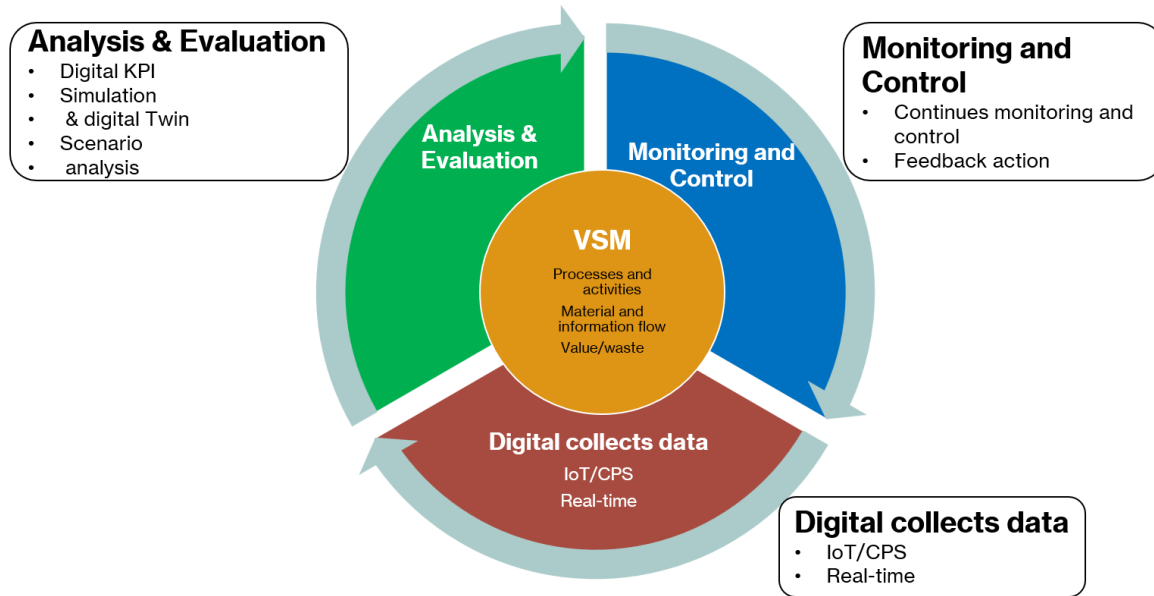 Analysis & Evaluation
• Digital KPI
• Simulation
• & digital Twin
• Scenario
• analysis
Monitoring and
Control
• Continues monitoring and
control
• Feedback action
Analysis &
Evaluation
Monitoring and
Control
VSM
Processes and
activities
Material and
information flow
Value/waste
Digital collects data
IoT/CPS
Real-time
Digital collects data
• IoT/CPS
• Real-time